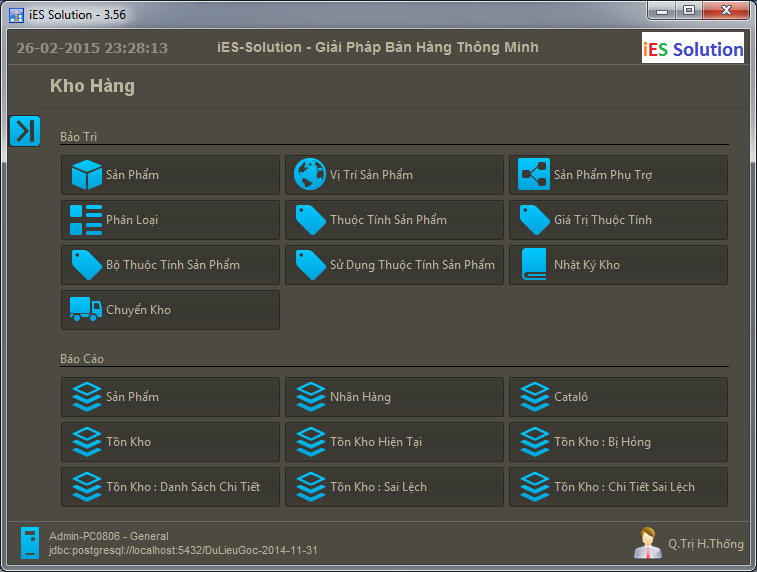 iES Solution - 3.56
26-02-2015 23:28:13
iES-Solution - Giải Pháp Bán Hàng Thông Minh
iES Solution
Kho Hàng
Bảo Trì
Sản Phẩm
Vị Trí Sản Phẩm
Sản Phẩm Phụ Trợ
Phân Loại
Thuộc Tính Sản Phẩm
Giá Trị Thuộc Tính
Bộ Thuộc Tính Sản Phẩm
Sử Dụng Thuộc Tính Sản Phẩm
Nhật Ký Kho
Chuyển Kho
Báo Cáo
Sản Phẩm
Nhãn Hàng
Catalô
Tồn Kho
Tồn Kho Hiện Tại
Tồn Kho : Bị Hỏng
Tồn Kho : Danh Sách Chi Tiết
Tồn Kho : Sai Lệch
Tồn Kho : Chi Tiết Sai Lệch
Admin-PC0806 - General
jdbc:postgresql://localhost:5432/DuLieuGoc-2014-11-31
Q.Trị H.Thống